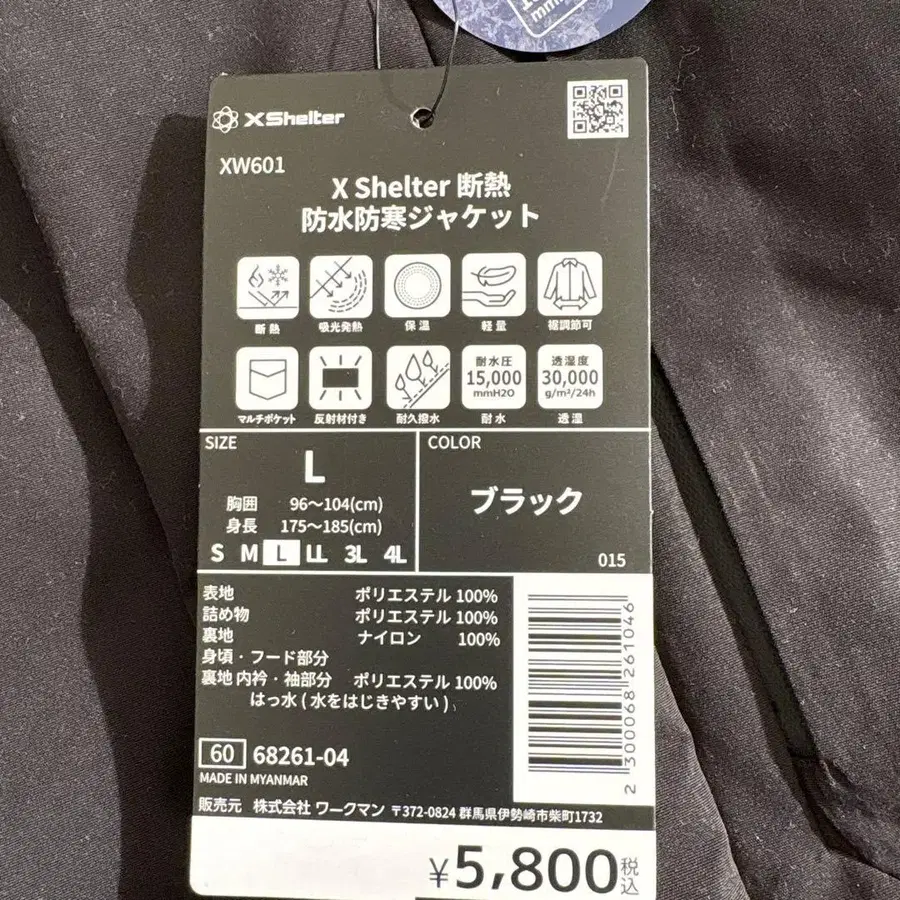 XShelter
XW601
X Shelter 断熱
防水防寒ジャケット
断熱
吸光発熱
保温
軽量
裾調節可
マルチポケット
反射材付き
耐久撥水
耐水圧
15,000
mmH2O
耐水
透湿度
30,000
g/m²/24h
透湿
SIZE
L
胸囲 96〜104(cm)
身長 175〜185(cm)
S M L LL 3L 4L
COLOR
ブラック
015
表地 ポリエステル 100%
詰め物 ポリエステル 100%
裏地 ナイロン 100%
身頃・フード部分
裏地 内衿・袖部分 ポリエステル 100%
はっ水 ( 水をはじきやすい )
60 68261-04
MADE IN MYANMAR
2300068261046
販売元 株式会社 ワークマン 〒372-0824 群馬県伊勢崎市柴町1732
¥5,800税込